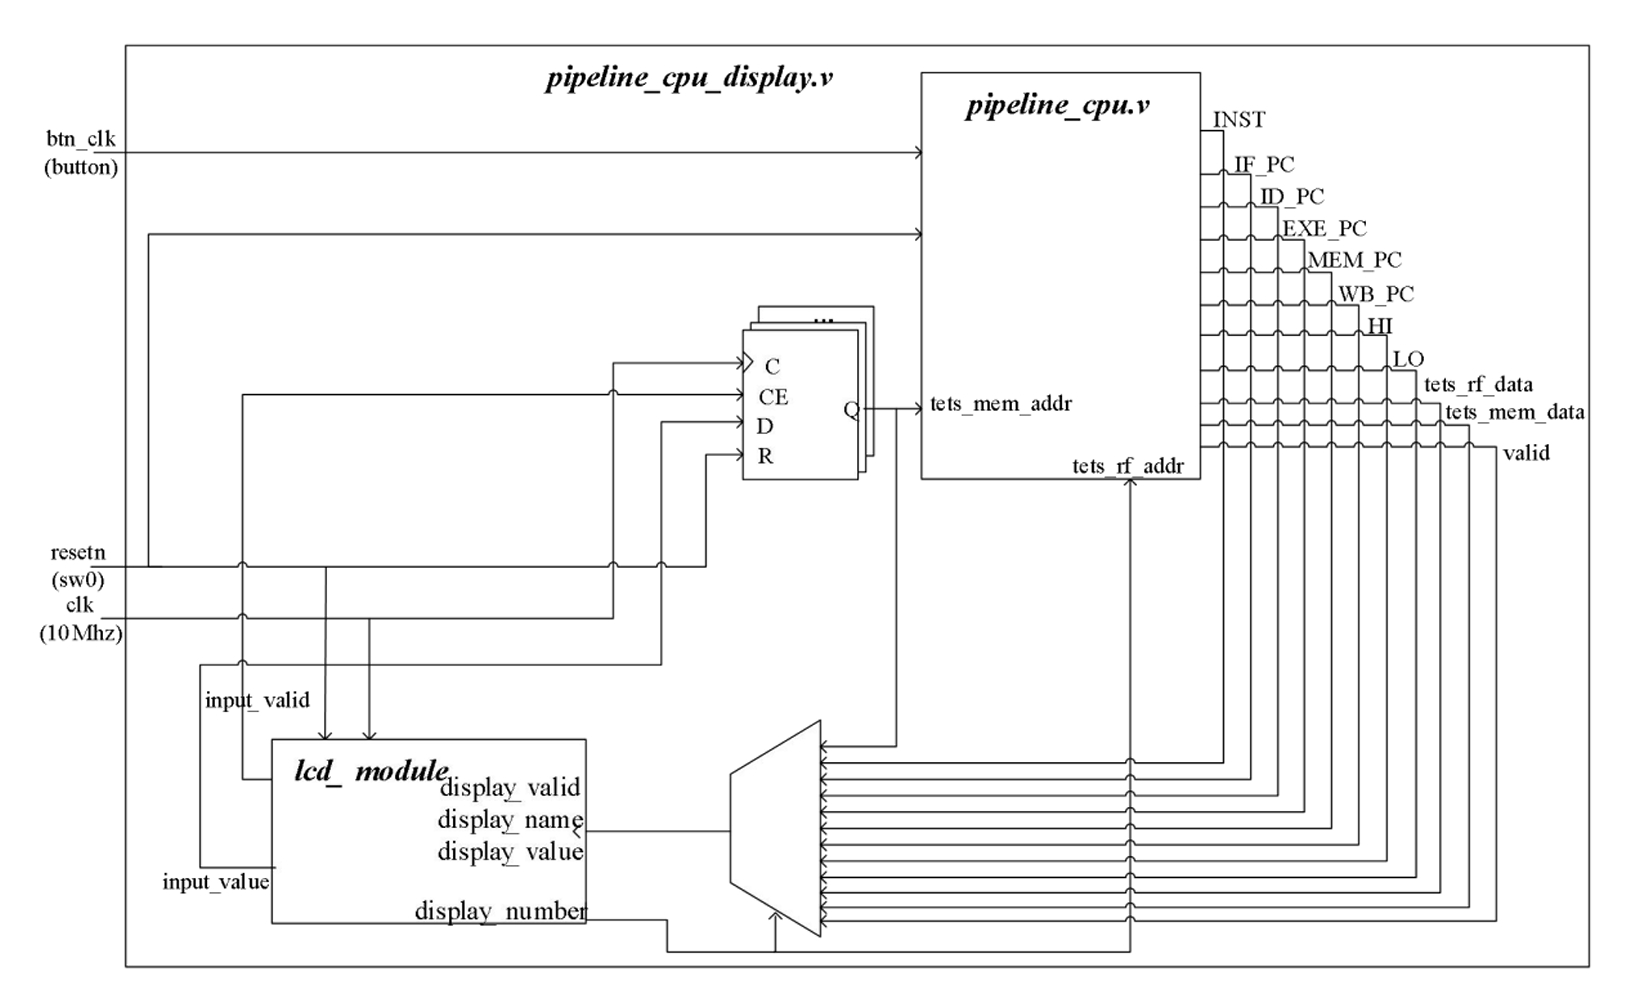 pipeline_cpu_display.v
pipeline_cpu.v
INST
btn_clk
(button)
IF_PC
ID_PC
EXE_PC
MEM_PC
WB_PC
HI
LO
...
C
CE
D
R
Q
tets_mem_addr
tets_rf_data
tets_mem_data
valid
tets_rf_addr
resetn
(sw0)
clk
(10Mhz)
input_valid
lcd_ module
display_valid
display_name
display_value
input_value
display_number